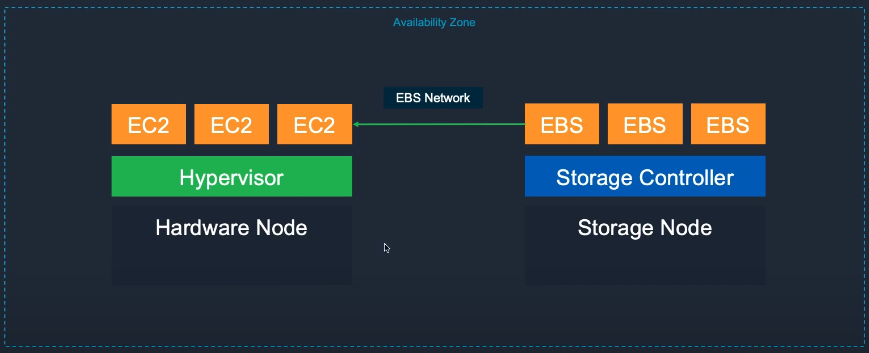 Availability Zone
EBS Network
EC2 EC2 EC2 EBS EBS EBS
Hypervisor Storage Controller
Hardware Node Storage Node